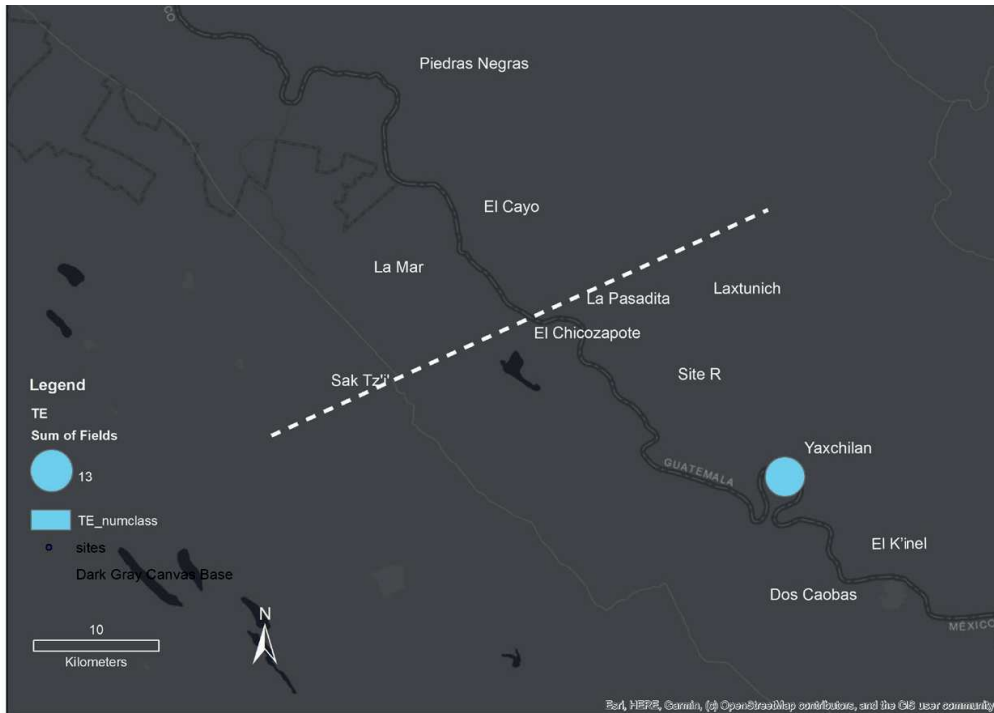 CO
Piedras Negras
El Cayo
La Mar
La Pasadita
Laxtunich
El Chicozapote
Sak Tz'i'
Site R
Yaxchilan
GUATEMALA
El K'inel
Dos Caobas
MÉXICO
Legend
TE
Sum of Fields
13
TE_numclass
sites
Dark Gray Canvas Base
10
Kilometers
N
Esri, HERE, Garmin, (c) OpenStreetMap contributors, and the GIS user community